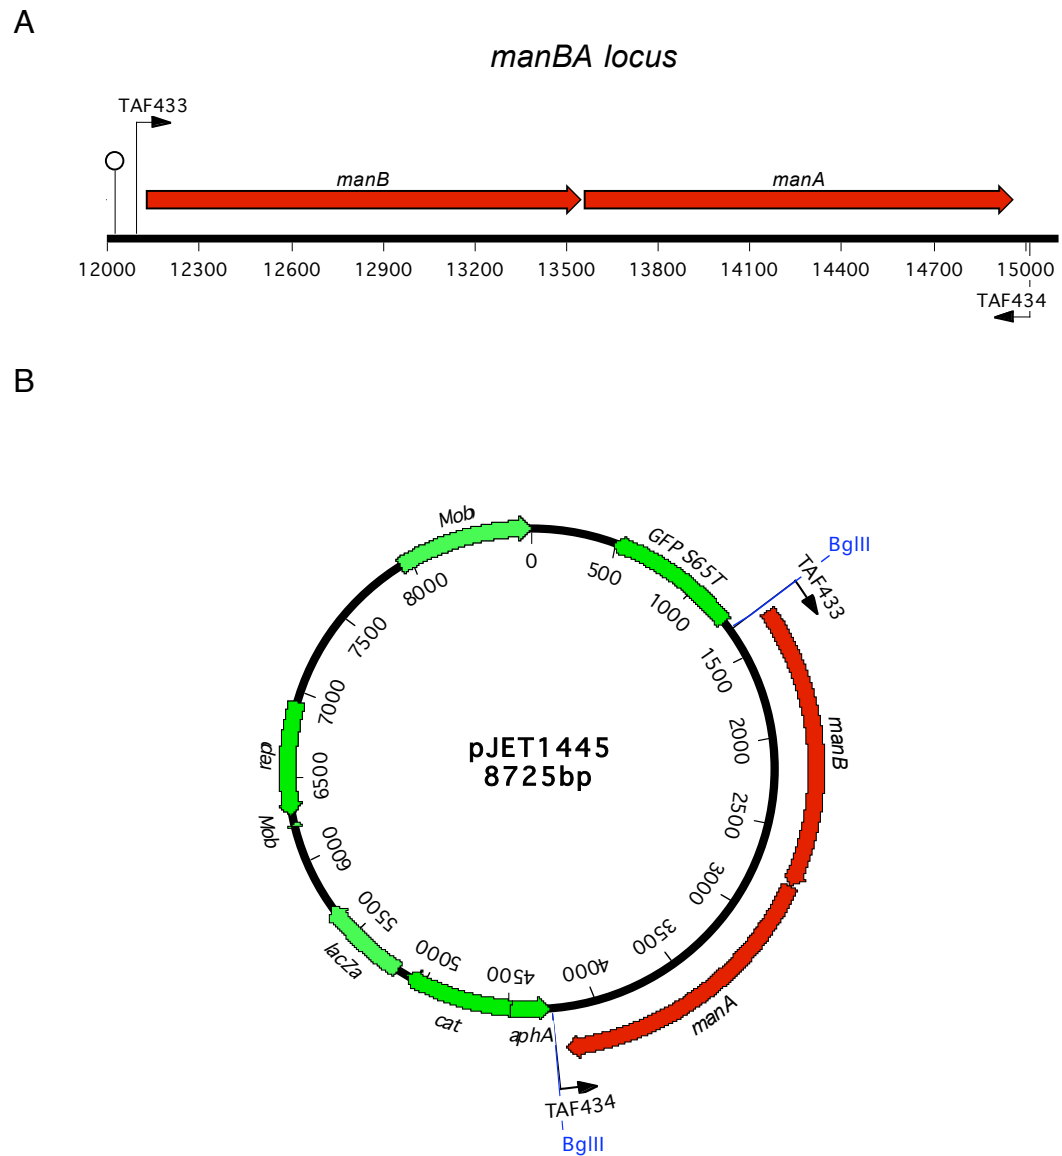 A
manBA locus
TAF433
manB
manA
12000 12300 12600 12900 13200 13500 13800 14100 14400 14700 15000
TAF434
B
Mob
GFP S65T
BglII
TAF433
0
500
1000
1500
2000
2500
3000
3500
4000
4500
5000
5500
6000
6500
7000
7500
8000
pJET1445
8725bp
manB
manA
rep
Mob
lacZa
cat
aphA
TAF434
BglII